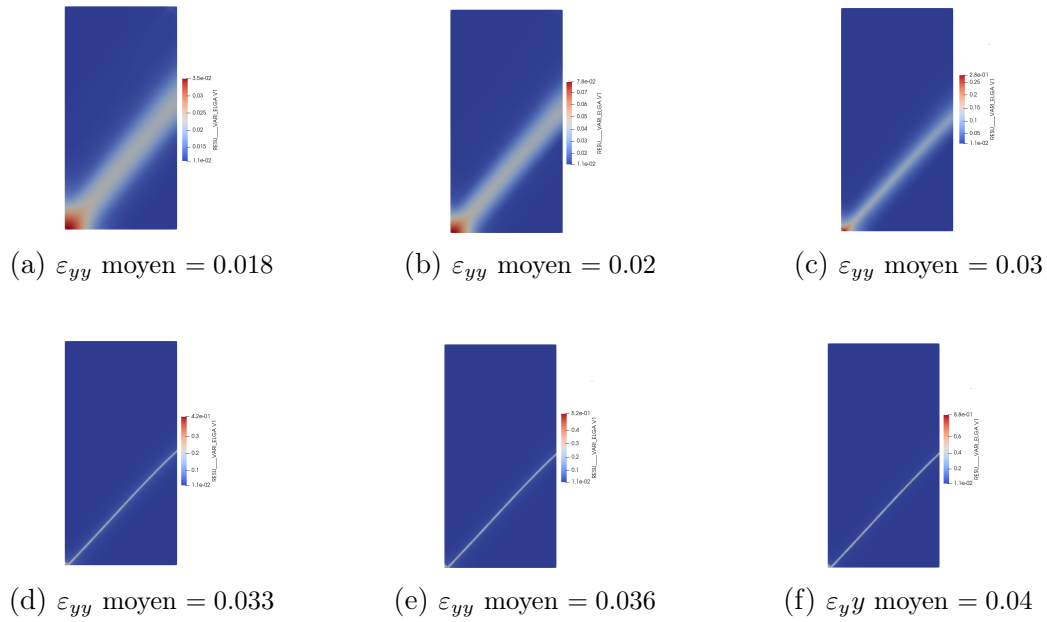 3.5e-02
0.03
0.025
0.02
0.015
1.1e-02
RESU___VARI_ELGA V1
7.8e-02
0.07
0.06
0.05
0.04
0.03
0.02
1.1e-02
RESU___VARI_ELGA V1
2.8e-01
0.25
0.2
0.15
0.1
0.05
1.1e-02
RESU___VARI_ELGA V1
(a) εyy moyen = 0.018
(b) εyy moyen = 0.02
(c) εyy moyen = 0.03
4.2e-01
0.3
0.2
0.1
1.1e-02
RESU___VARI_ELGA V1
5.2e-01
0.4
0.3
0.2
0.1
1.1e-02
RESU___VARI_ELGA V1
8.8e-01
0.6
0.4
0.2
1.1e-02
RESU___VARI_ELGA V1
(d) εyy moyen = 0.033
(e) εyy moyen = 0.036
(f) εyy moyen = 0.04